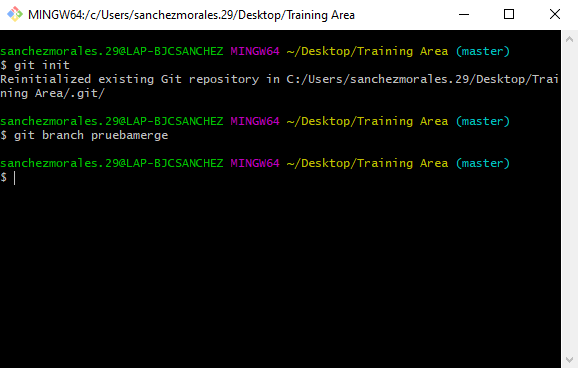 MINGW64:/c/Users/sanchezmorales.29/Desktop/Training Area
sanchezmorales.29@LAP-BJCSANCHEZ MINGW64 ~/Desktop/Training Area (master)
$ git init
Reinitialized existing Git repository in C:/Users/sanchezmorales.29/Desktop/Trai
ning Area/.git/
sanchezmorales.29@LAP-BJCSANCHEZ MINGW64 ~/Desktop/Training Area (master)
$ git branch pruebamerge
sanchezmorales.29@LAP-BJCSANCHEZ MINGW64 ~/Desktop/Training Area (master)
$